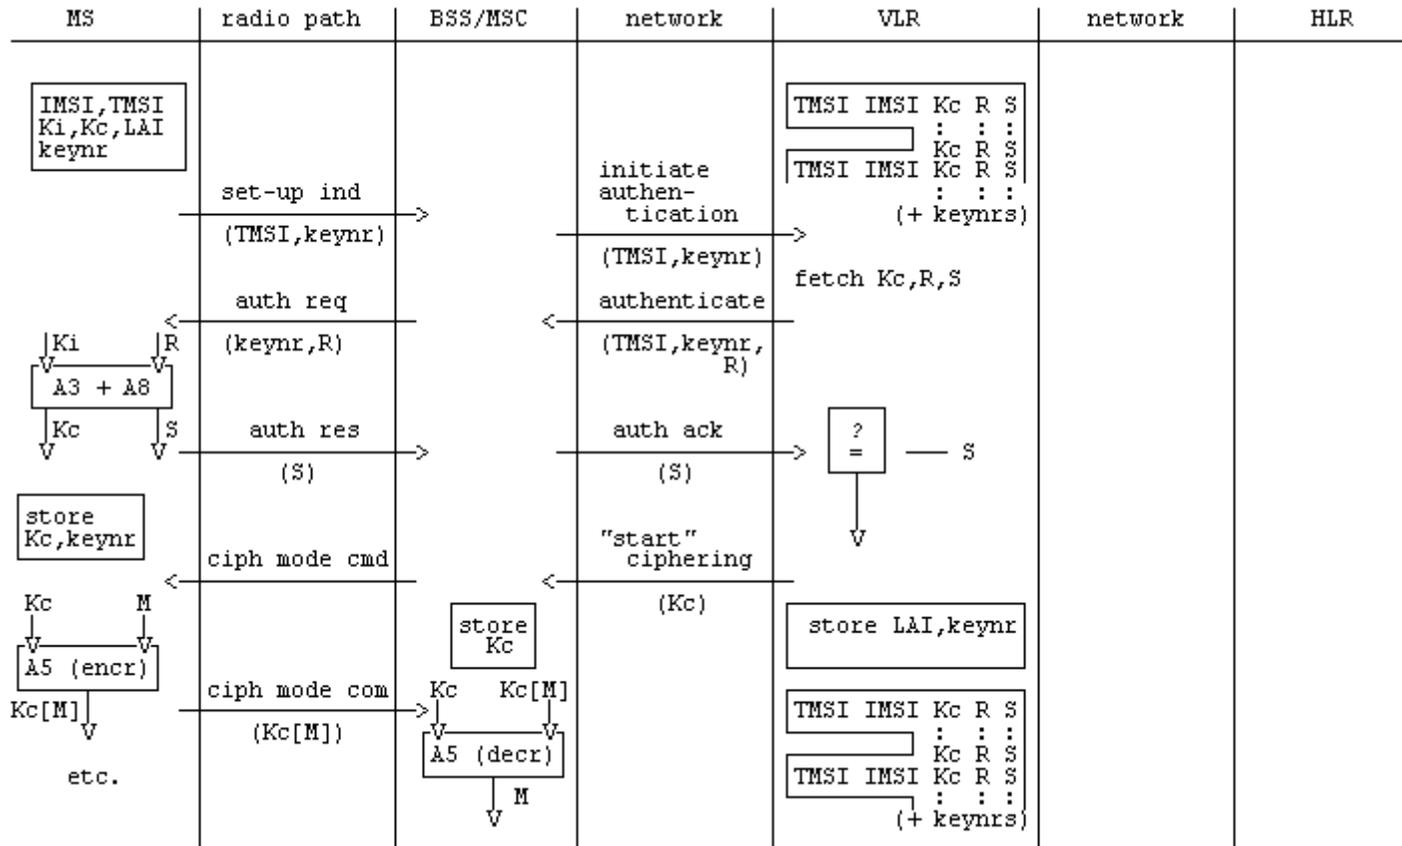 MS radio path BSS/MSC network VLR network HLR
IMSI,TMSI
Ki,Kc,LAI
keynr
TMSI IMSI Kc R S
: : :
Kc R S
TMSI IMSI Kc R S
: : :
(+ keynrs)
set-up ind
(TMSI,keynr)
initiate
authen-
tication
(TMSI,keynr)
fetch Kc,R,S
auth req
(keynr,R)
authenticate
(TMSI,keynr,
R)
Ki R
A3 + A8
Kc S
auth res
(S)
auth ack
(S)
?
=
S
store
Kc,keynr
ciph mode cmd
"start"
ciphering
(Kc)
Kc M
A5 (encr)
Kc[M]
etc.
store
Kc
store LAI,keynr
ciph mode com
(Kc[M])
Kc Kc[M]
A5 (decr)
M
TMSI IMSI Kc R S
: : :
Kc R S
TMSI IMSI Kc R S
: : :
(+ keynrs)